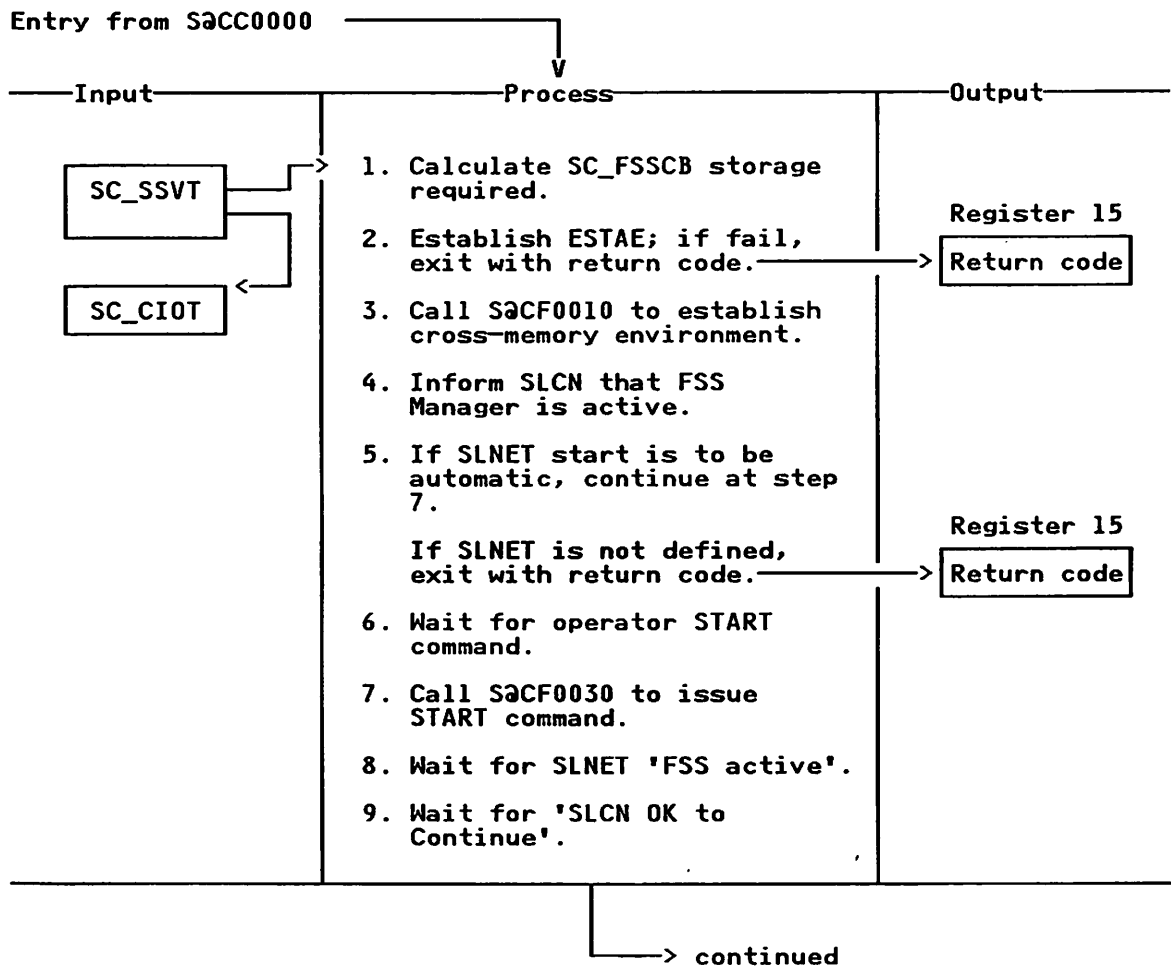 Entry from S@CC0000
Input
Process
Output
SC_SSVT
SC_CIOT
1. Calculate SC_FSSCB storage
required.
2. Establish ESTAE; if fail,
exit with return code.
3. Call S@CF0010 to establish
cross-memory environment.
4. Inform SLCN that FSS
Manager is active.
5. If SLNET start is to be
automatic, continue at step
7.
If SLNET is not defined,
exit with return code.
6. Wait for operator START
command.
7. Call S@CF0030 to issue
START command.
8. Wait for SLNET 'FSS active'.
9. Wait for 'SLCN OK to
Continue'.
Register 15
Return code
Register 15
Return code
continued